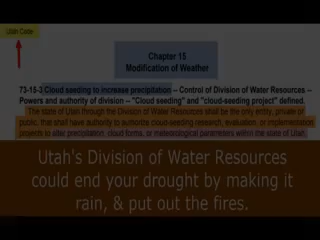 Utah Code
Chapter 15
Modification of Weather
73-15-3 Cloud seeding to increase precipitation -- Control of Division of Water Resources --
Powers and authority of division -- "Cloud seeding" and "cloud-seeding project" defined.
The state of Utah through the Division of Water Resources shall be the only entity, private or
public, that shall have authority to authorize cloud-seeding research, evaluation, or implementation
projects to alter precipitation, cloud forms, or meteorological parameters within the state of Utah
Utah's Division of Water Resources
could end your drought by making it
rain, & put out the fires.